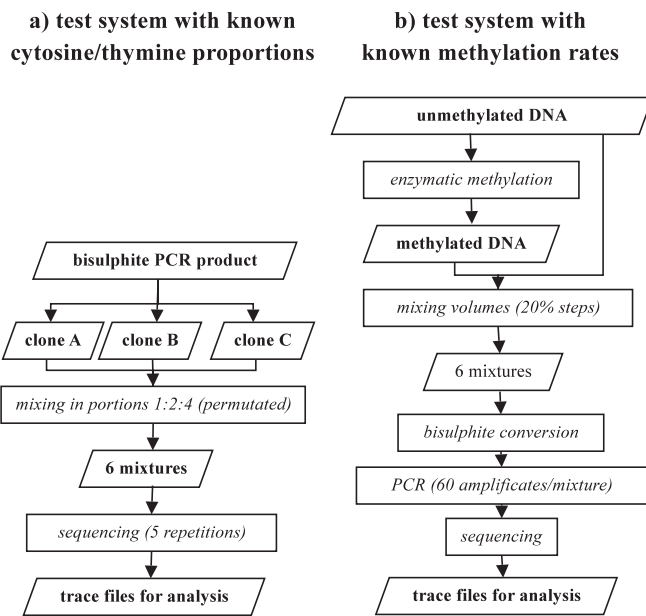 a) test system with known
cytosine/thymine proportions
bisulphite PCR product
clone A
clone B
clone C
mixing in portions 1:2:4 (permutated)
6 mixtures
sequencing (5 repetitions)
trace files for analysis
b) test system with
known methylation rates
unmethylated DNA
enzymatic methylation
methylated DNA
mixing volumes (20% steps)
6 mixtures
bisulphite conversion
PCR (60 amplificates/mixture)
sequencing
trace files for analysis